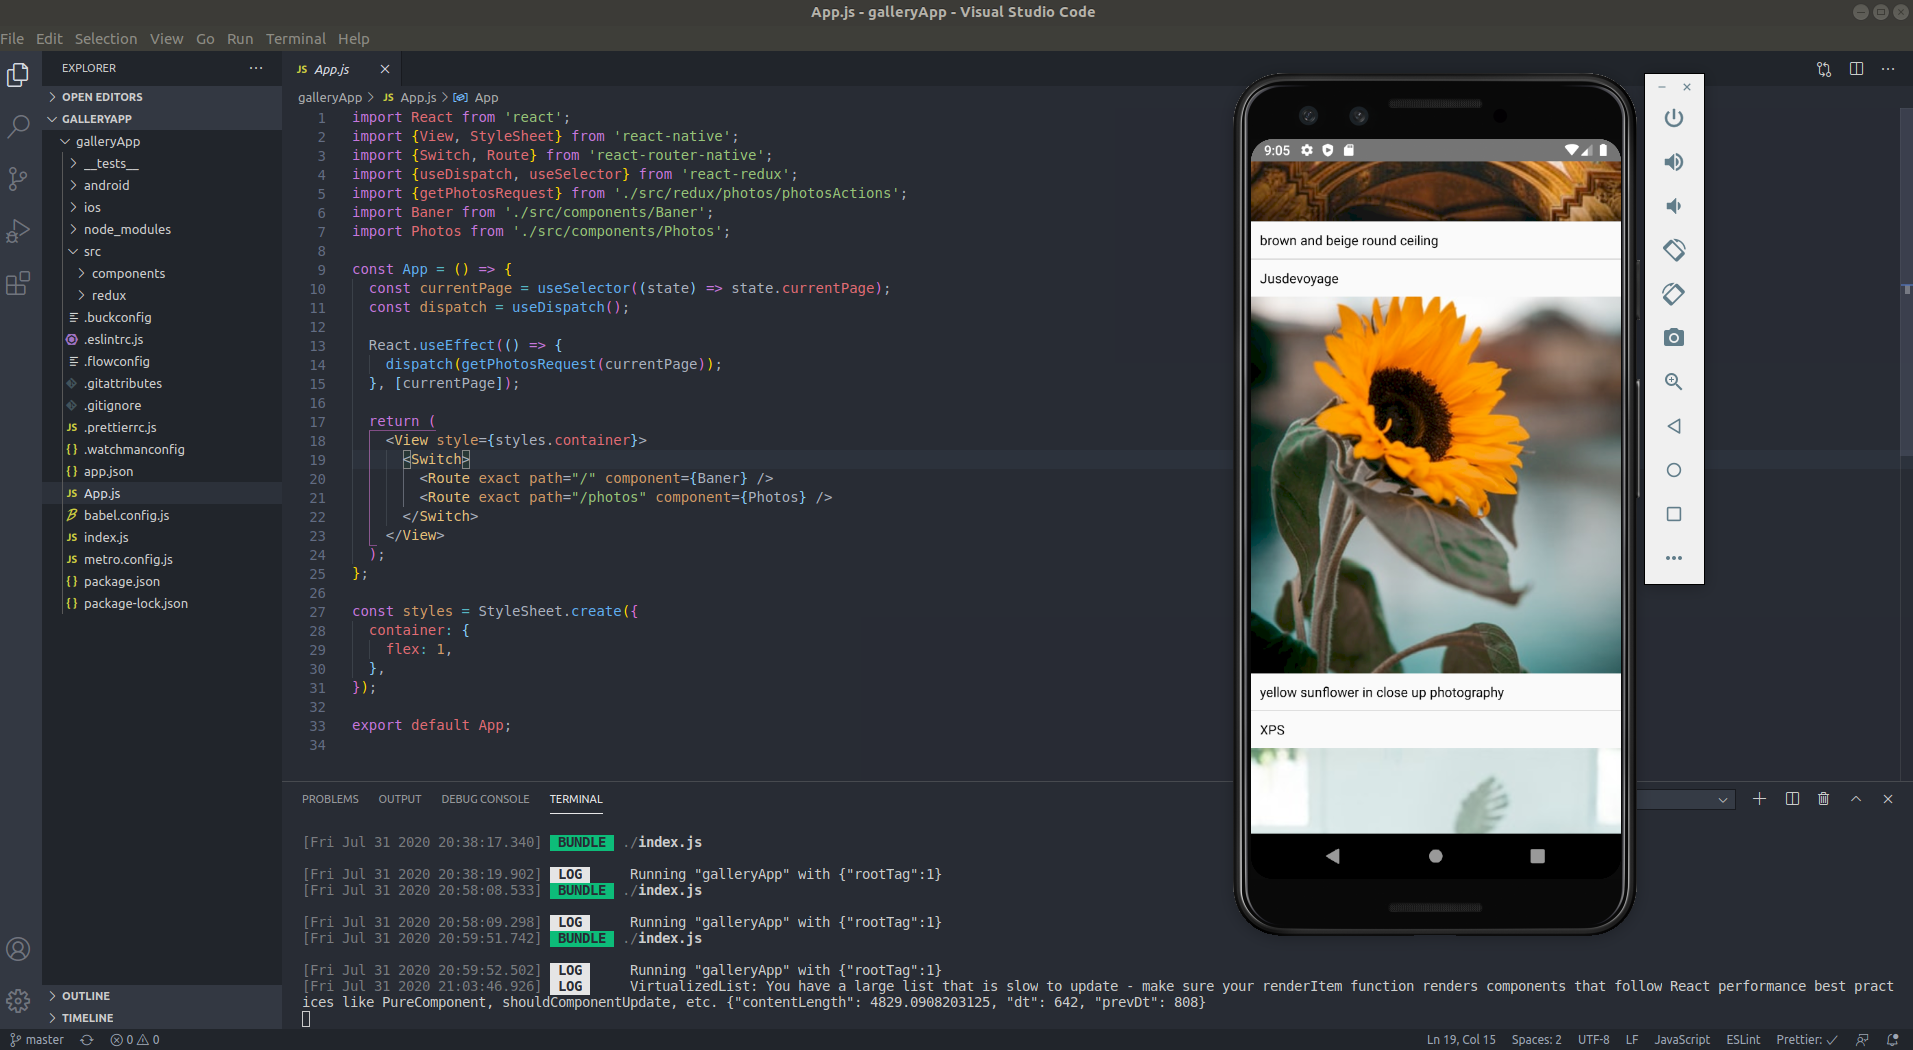 App.js - galleryApp - Visual Studio Code
File Edit Selection View Go Run Terminal Help
EXPLORER
OPEN EDITORS
GALLERYAPP
galleryApp
__tests__
android
ios
node_modules
src
components
redux
.buckconfig
.eslintrc.js
.flowconfig
.gitattributes
.gitignore
JS .prettierrc.js
{} .watchmanconfig
{} app.json
JS App.js
babel.config.js
JS index.js
JS metro.config.js
{} package.json
{} package-lock.json
OUTLINE
TIMELINE
JS App.js
galleryApp > JS App.js > App
1 import React from 'react';
2 import {View, StyleSheet} from 'react-native';
3 import {Switch, Route} from 'react-router-native';
4 import {useDispatch, useSelector} from 'react-redux';
5 import {getPhotosRequest} from './src/redux/photos/photosActions';
6 import Baner from './src/components/Baner';
7 import Photos from './src/components/Photos';
8
9 const App = () => {
10 const currentPage = useSelector((state) => state.currentPage);
11 const dispatch = useDispatch();
12
13 React.useEffect(() => {
14 dispatch(getPhotosRequest(currentPage));
15 }, [currentPage]);
16
17 return (
18 <View style={styles.container}>
19 <Switch>
20 <Route exact path="/" component={Baner} />
21 <Route exact path="/photos" component={Photos} />
22 </Switch>
23 </View>
24 );
25 };
26
27 const styles = StyleSheet.create({
28 container: {
29 flex: 1,
30 },
31 });
32
33 export default App;
34
PROBLEMS OUTPUT DEBUG CONSOLE TERMINAL
[Fri Jul 31 2020 20:38:17.340] BUNDLE ./index.js
[Fri Jul 31 2020 20:38:19.902] LOG Running "galleryApp" with {"rootTag":1}
[Fri Jul 31 2020 20:58:08.533] BUNDLE ./index.js
[Fri Jul 31 2020 20:58:09.298] LOG Running "galleryApp" with {"rootTag":1}
[Fri Jul 31 2020 20:59:51.742] BUNDLE ./index.js
[Fri Jul 31 2020 20:59:52.502] LOG Running "galleryApp" with {"rootTag":1}
[Fri Jul 31 2020 21:03:46.926] LOG VirtualizedList: You have a large list that is slow to update - make sure your renderItem function renders components that follow React performance best pract
ices like PureComponent, shouldComponentUpdate, etc. {"contentLength": 4829.0908203125, "dt": 642, "prevDt": 808}
9:05
brown and beige round ceiling
Jusdevoyage
yellow sunflower in close up photography
XPS
master 0 0 Ln 19, Col 15 Spaces: 2 UTF-8 LF JavaScript ESLint Prettier: ✓